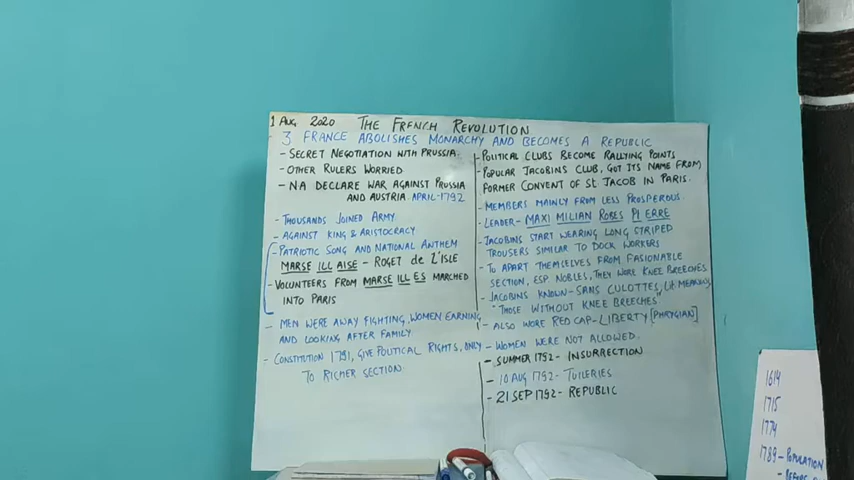 1 Aug 2020 THE FRENCH REVOLUTION
3 FRANCE ABOLISHES MONARCHY AND BECOMES A REPUBLIC
- SECRET NEGOTIATION WITH PRUSSIA
- OTHER RULERS WORRIED
- NA DECLARE WAR AGAINST PRUSSIA
AND AUSTRIA APRIL-1792
- THOUSANDS JOINED ARMY
- AGAINST KING & ARISTOCRACY
- PATRIOTIC SONG AND NATIONAL ANTHEM
MARSE ILL AISE - ROGET de L'ISLE
- VOLUNTEERS FROM MARSE ILL ES MARCHED
INTO PARIS
- MEN WERE AWAY FIGHTING, WOMEN EARNING
AND LOOKING AFTER FAMILY.
- CONSTITUTION 1791, GIVE POLITICAL RIGHTS, ONLY
TO RICHER SECTION
- POLITICAL CLUBS BECOME RALLYING POINTS
- POPULAR JACOBINS CLUB, GOT ITS NAME FROM
FORMER CONVENT OF ST. JACOB IN PARIS.
- MEMBERS MAINLY FROM LESS PROSPEROUS
- LEADER - MAXI MILIAN ROBES PI ERRE
- JACOBINS START WEARING LONG STRIPED
TROUSERS SIMILAR TO DOCK WORKERS
- TO APART THEMSELVES FROM FASIONABLE
SECTION, ESP NOBLES, THEY WORE KNEE BREECHES
- JACOBINS KNOWN - SANS CULOTTES, Lit MEANING
"THOSE WITHOUT KNEE BREECHES"
- ALSO WORE RED CAP - LIBERTY [PHRYGIAN]
- WOMEN WERE NOT ALLOWED.
- SUMMER 1792 - INSURRECTION
- 10 AUG 1792 - TUILERIES
- 21 SEP 1792 - REPUBLIC
1614
1715
1774
1789 - POPULATION